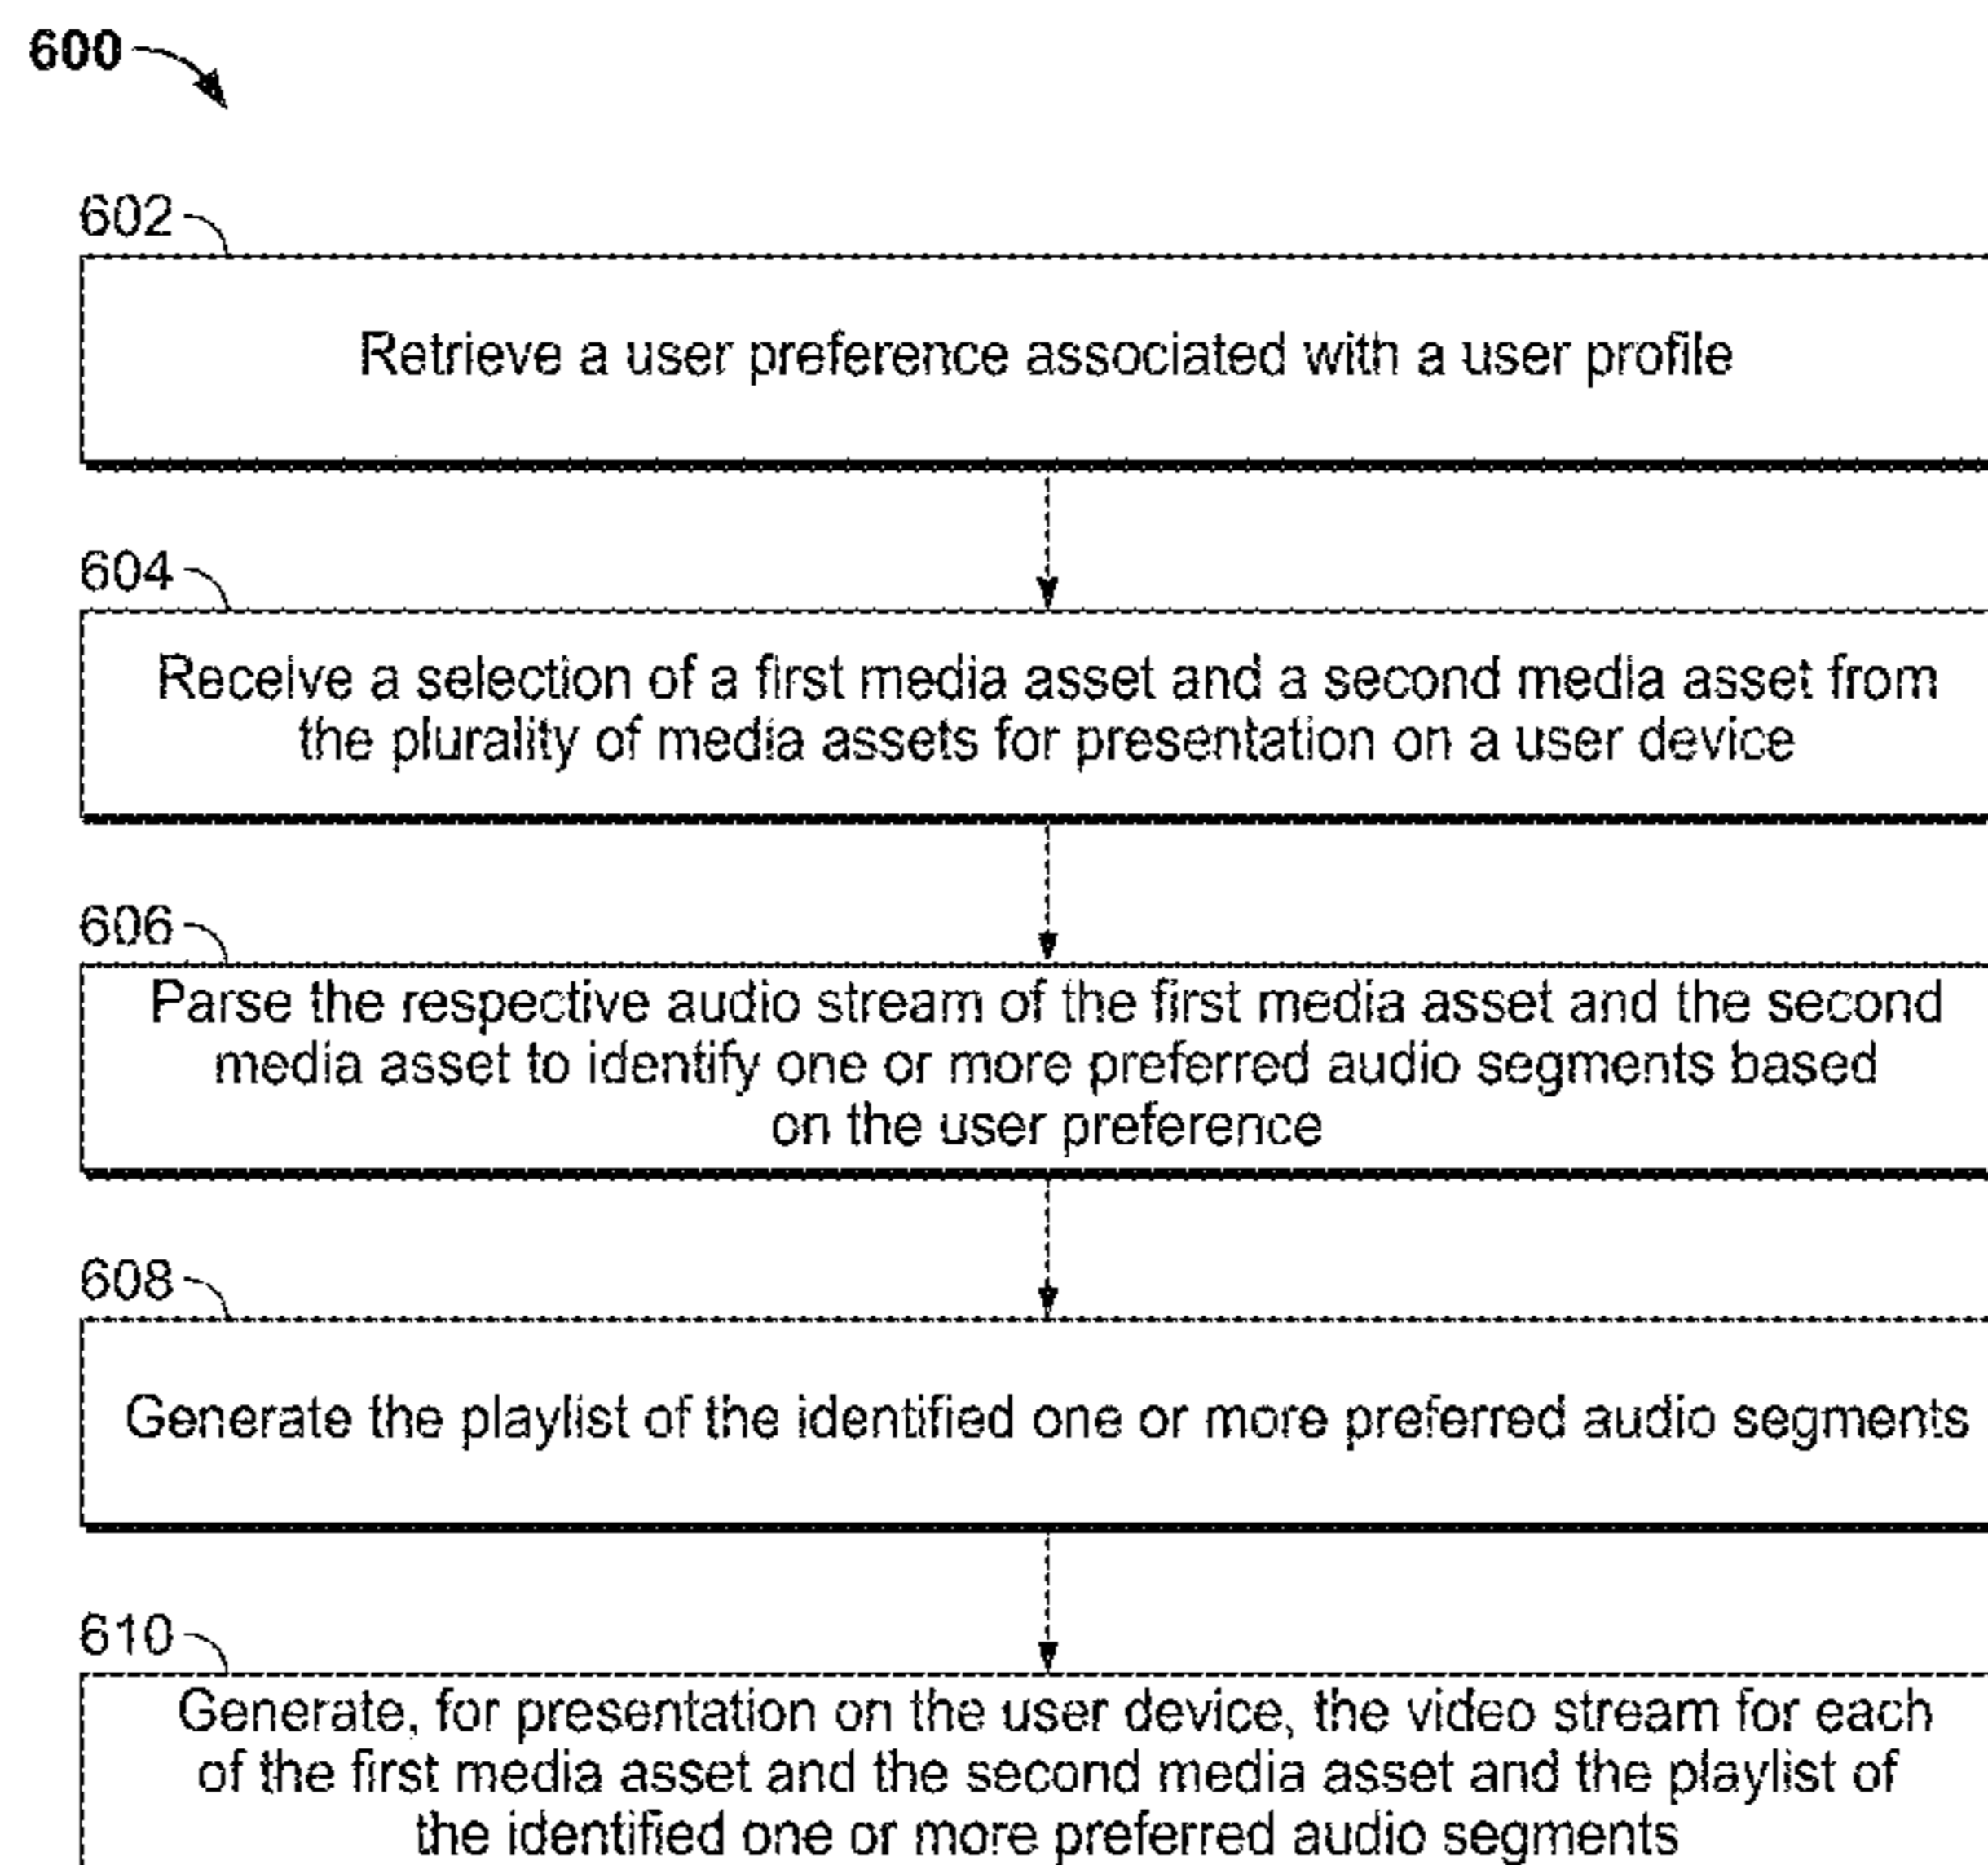 600
602
Retrieve a user preference associated with a user profile
604
Receive a selection of a first media asset and a second media asset from
the plurality of media assets for presentation on a user device
606
Parse the respective audio stream of the first media asset and the second
media asset to identify one or more preferred audio segments based
on the user preference
608
Generate the playlist of the identified one or more preferred audio segments
610
Generate, for presentation on the user device, the video stream for each
of the first media asset and the second media asset and the playlist of
the identified one or more preferred audio segments